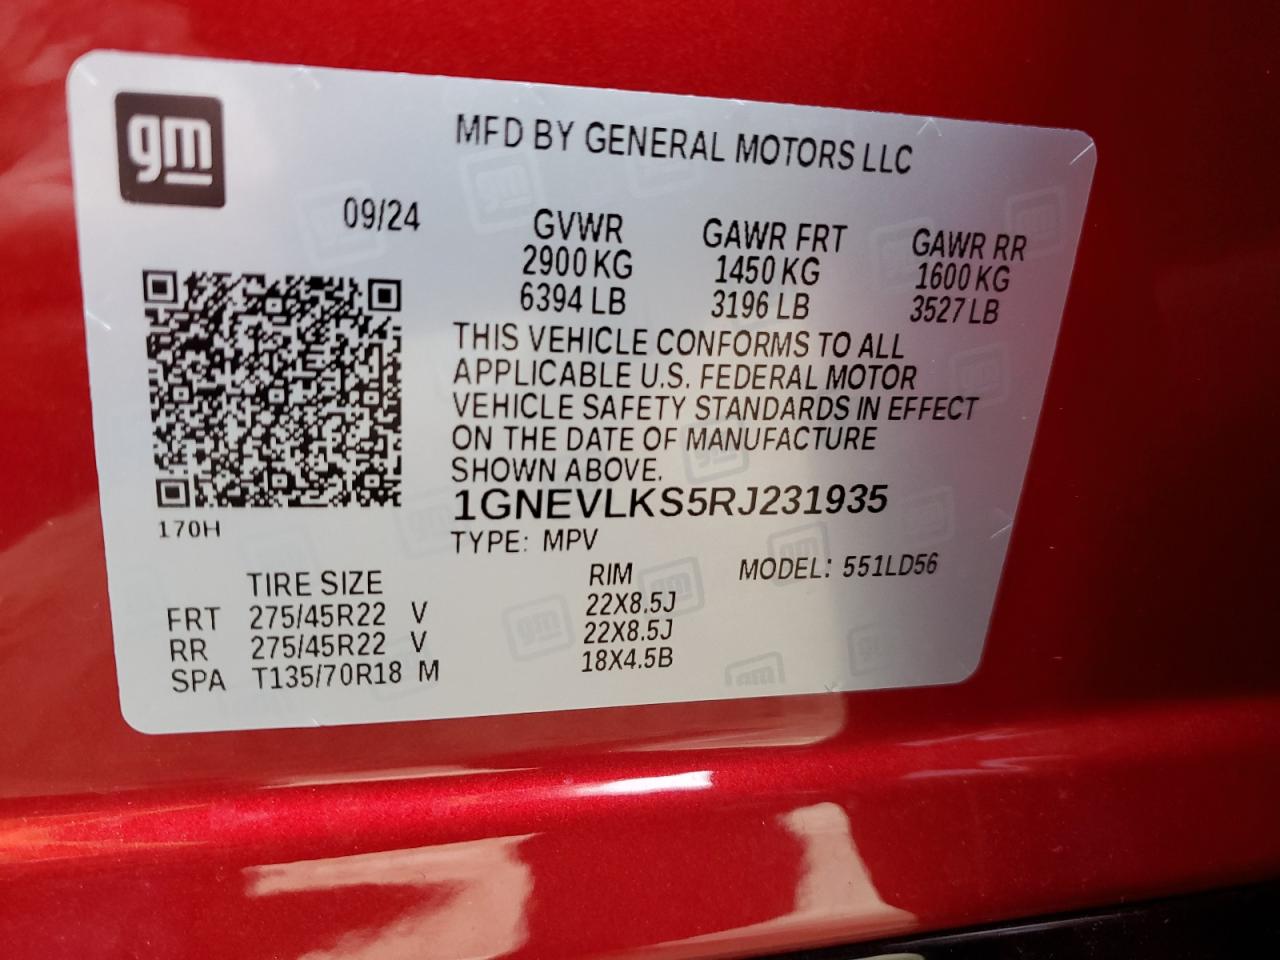 gm
MFD BY GENERAL MOTORS LLC
09/24
GVWR GAWR FRT GAWR RR
2900 KG 1450 KG 1600 KG
6394 LB 3196 LB 3527 LB
THIS VEHICLE CONFORMS TO ALL
APPLICABLE U.S. FEDERAL MOTOR
VEHICLE SAFETY STANDARDS IN EFFECT
ON THE DATE OF MANUFACTURE
SHOWN ABOVE.
1GNEVLKS5RJ231935
170H
TYPE: MPV
TIRE SIZE RIM MODEL: 551LD56
FRT 275/45R22 V 22X8.5J
RR 275/45R22 V 22X8.5J
SPA T135/70R18 M 18X4.5B